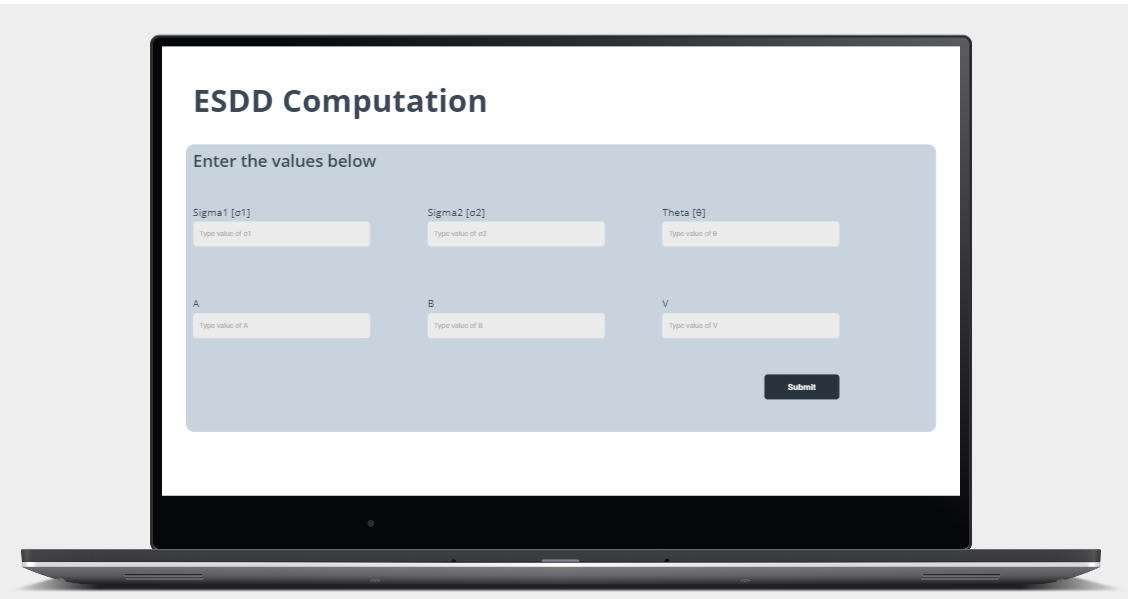 ESDD Computation
Enter the values below
Sigma1 [σ1] Sigma2 [σ2] Theta [θ]
Type value of σ1 Type value of σ2 Type value of θ
A B V
Type value of A Type value of B Type value of V
Submit